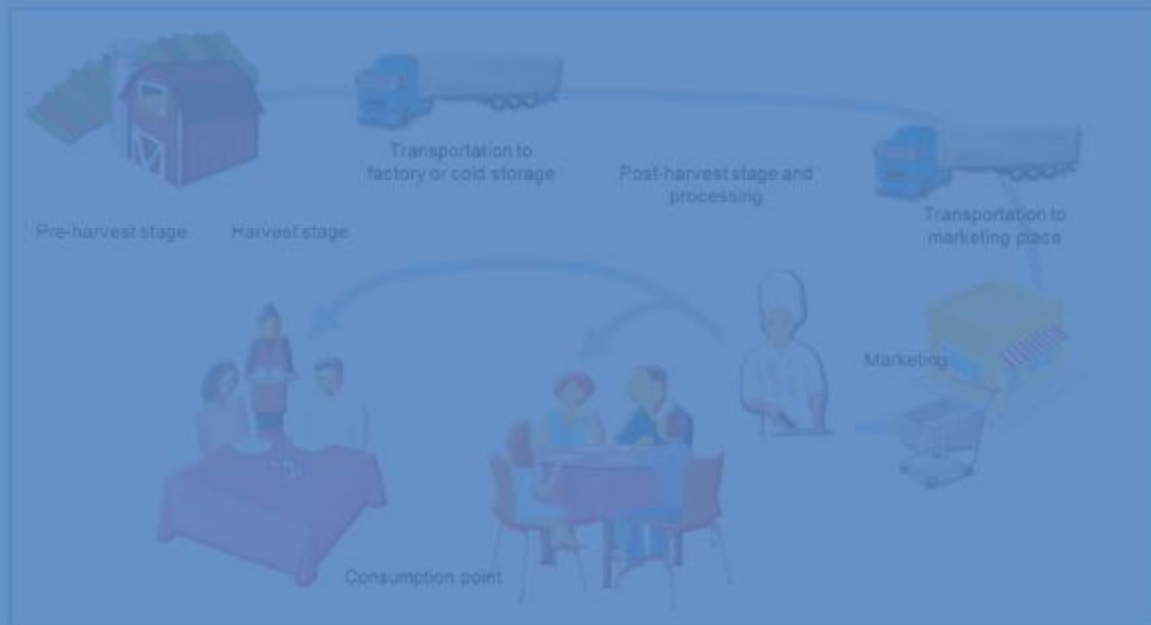 Transportation to
factory or cold storage
Post-harvest stage and
processing
Transportation to
marketing place
Pre-harvest stage
Harvest stage
Marketing
Consumption point